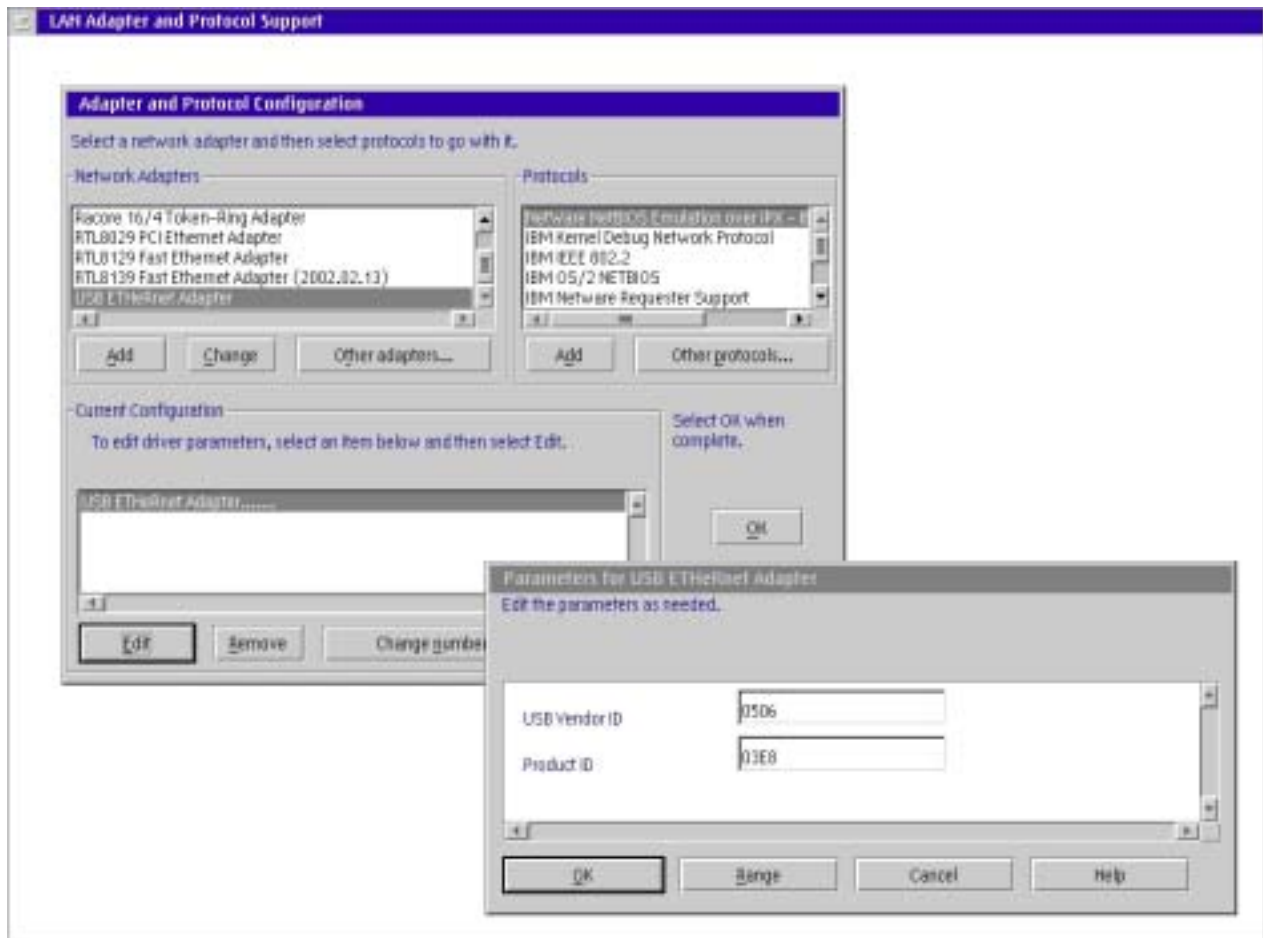 LAN Adapter and Protocol Support
Adapter and Protocol Configuration
Select a network adapter and then select protocols to go with it.
Network Adapters
Racore 16/4 Token-Ring Adapter
RTL8029 PCI Ethernet Adapter
RTL8129 Fast Ethernet Adapter
RTL8139 Fast Ethernet Adapter (2002.02.13)
USB ETHeRnet Adapter
Add
Change
Other adapters...
Protocols
Netware NetBIOS Emulation over IPX -
IBM Kernel Debug Network Protocol
IBM IEEE 802.2
IBM OS/2 NETBIOS
IBM Netware Requester Support
Add
Other protocols...
Current Configuration
To edit driver parameters, select an item below and then select Edit.
USB ETHeRnet Adapter.......
Select OK when
complete.
OK
Edit
Remove
Change number
Parameters for USB ETHeRnet Adapter
Edit the parameters as needed.
USB Vendor ID
0506
Product ID
03E8
OK
Range
Cancel
Help